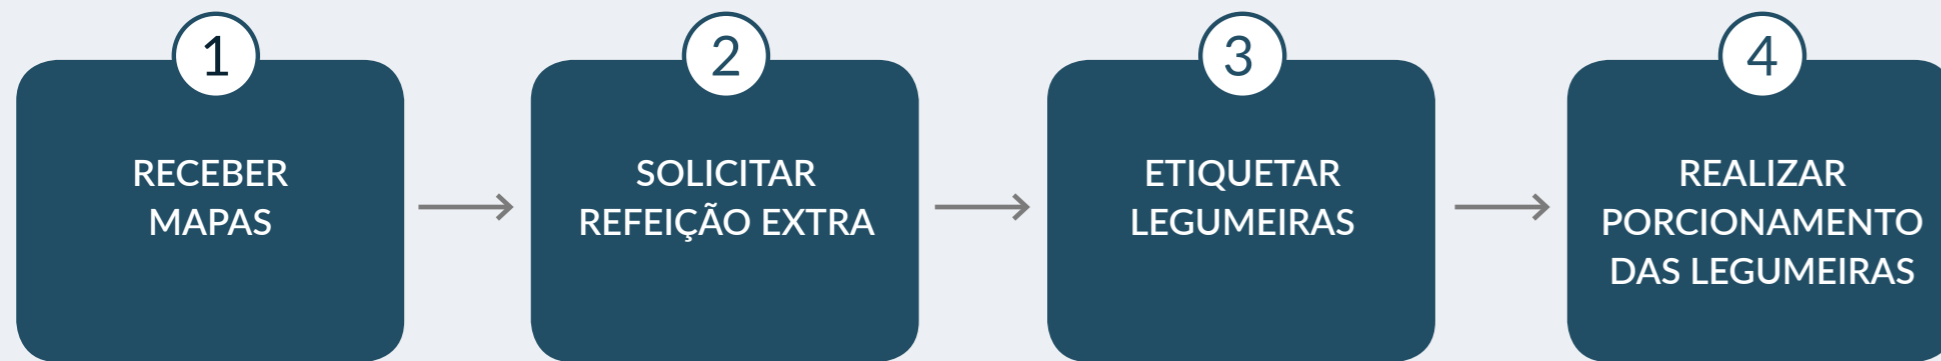 1
RECEBER
MAPAS
2
SOLICITAR
REFEIÇÃO EXTRA
3
ETIQUETAR
LEGUMEIRAS
4
REALIZAR
PORCIONAMENTO
DAS LEGUMEIRAS